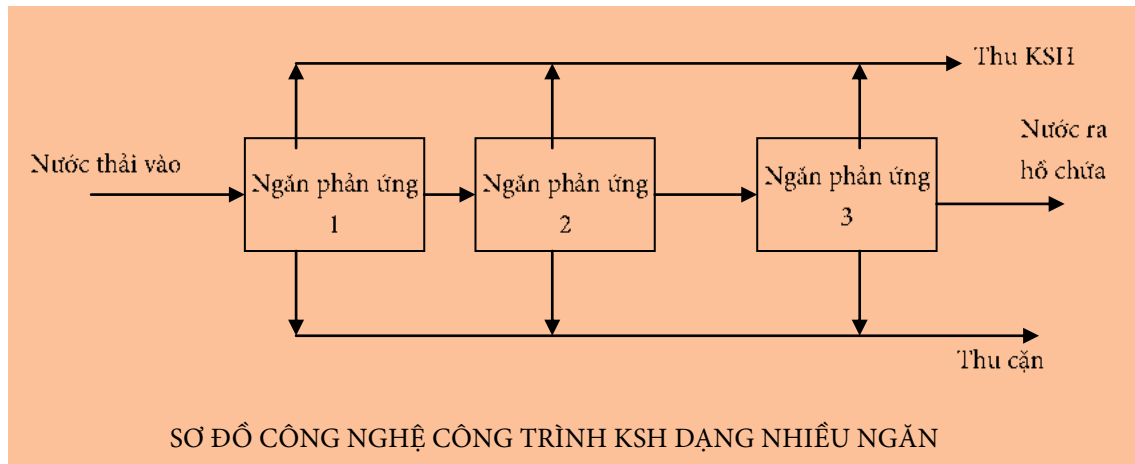 Thu KSH
Nước thải vào
Ngăn phản ứng
1
Ngăn phản ứng
2
Ngăn phản ứng
3
Nước ra
hồ chứa
Thu cặn
SƠ ĐỒ CÔNG NGHỆ CÔNG TRÌNH KSH DẠNG NHIỀU NGĂN